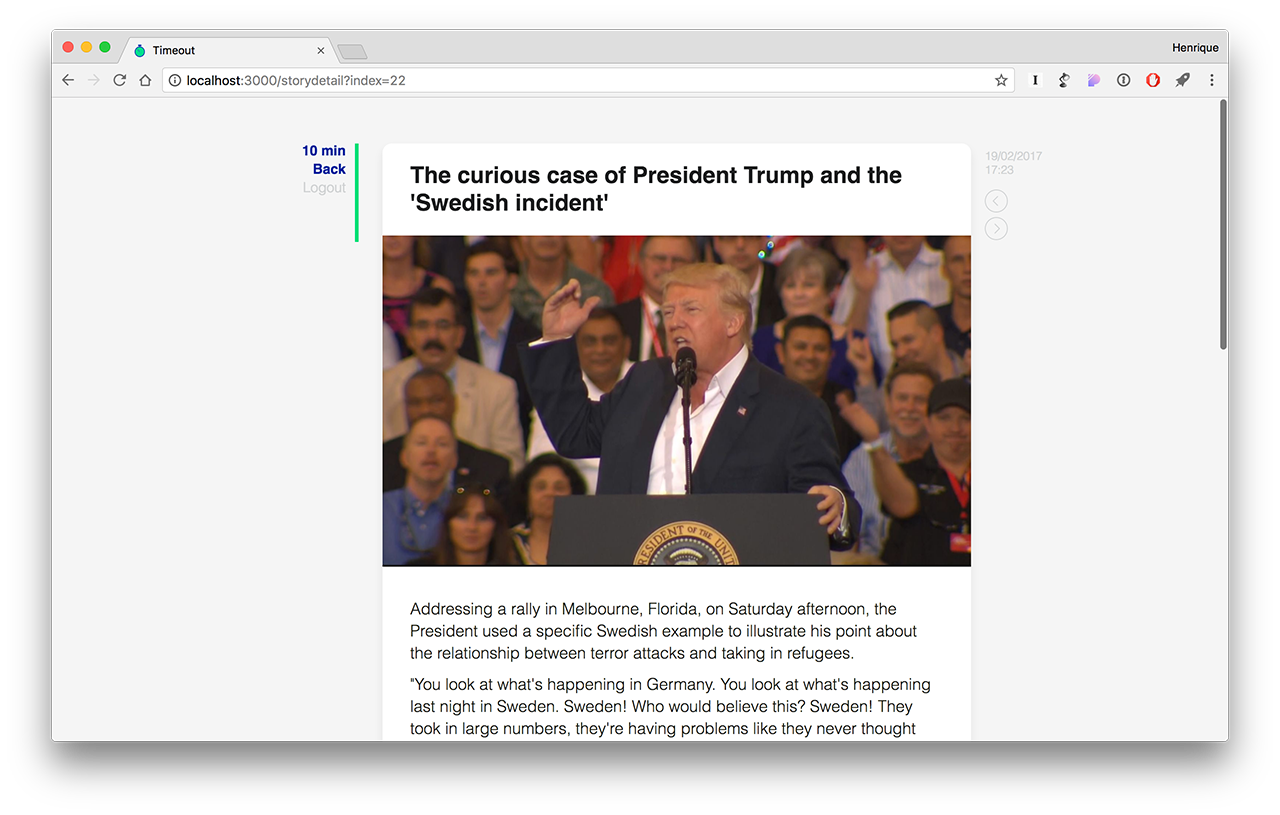 Timeout
Henrique
localhost:3000/storydetail?index=22
10 min
Back
Logout
The curious case of President Trump and the
'Swedish incident'
19/02/2017
17:23
PRESIDENT OF THE UNIT
Addressing a rally in Melbourne, Florida, on Saturday afternoon, the
President used a specific Swedish example to illustrate his point about
the relationship between terror attacks and taking in refugees.
"You look at what's happening in Germany. You look at what's happening
last night in Sweden. Sweden! Who would believe this? Sweden! They
took in large numbers, they're having problems like they never thought